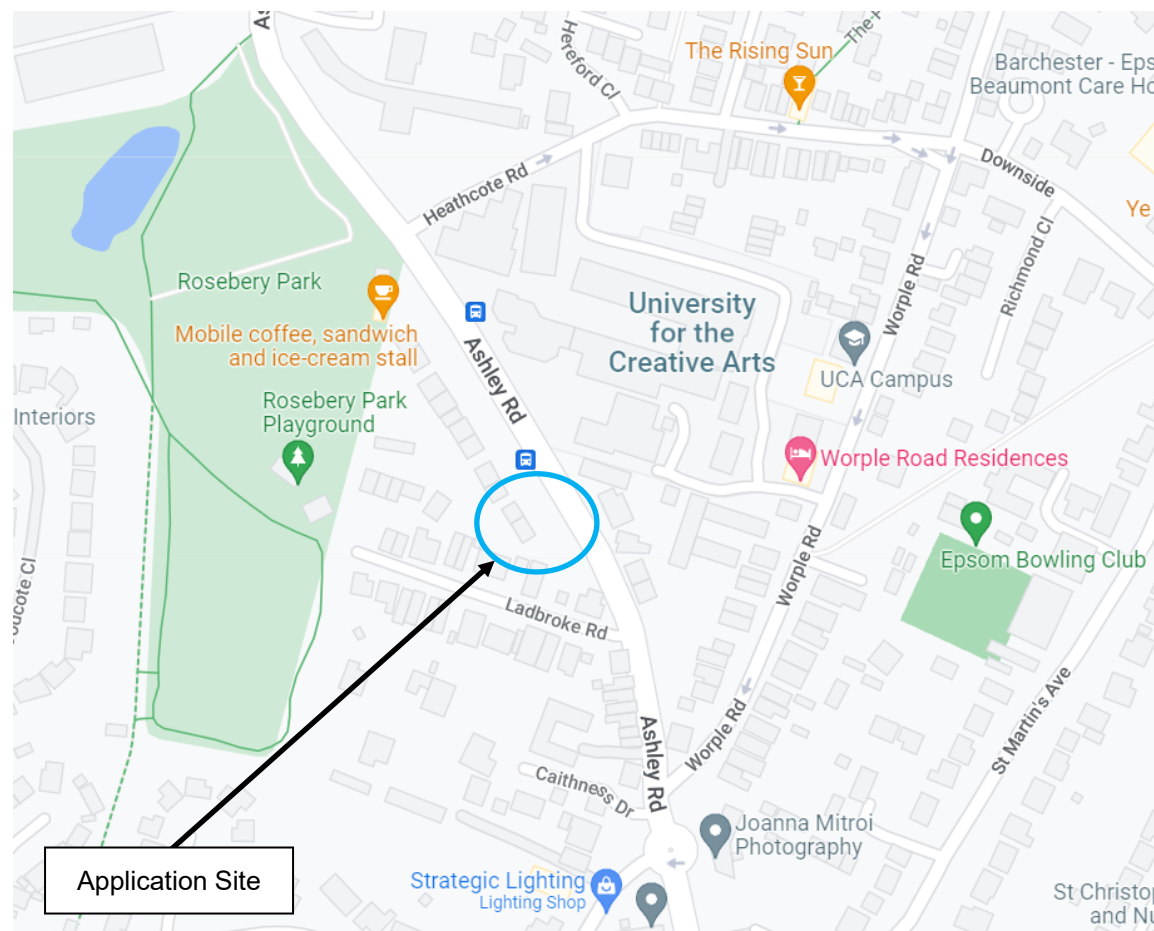 As
Hereford Cl
The Rising Sun
Barchester - Eps
Beaumont Care Ho
Heathcote Rd
Downside
Ye
Richmond Cl
Worple Rd
Rosebery Park
Mobile coffee, sandwich
and ice-cream stall
Ashley Rd
University
for the
Creative Arts
UCA Campus
Interiors
Rosebery Park
Playground
Worple Road Residences
Epsom Bowling Club
Worple Rd
Ladbroke Rd
St Martin's Ave
Worple Rd
Ashley Rd
Caithness Dr
Joanna Mitroi
Photography
Application Site
Strategic Lighting
Lighting Shop
St Christop
and Nu